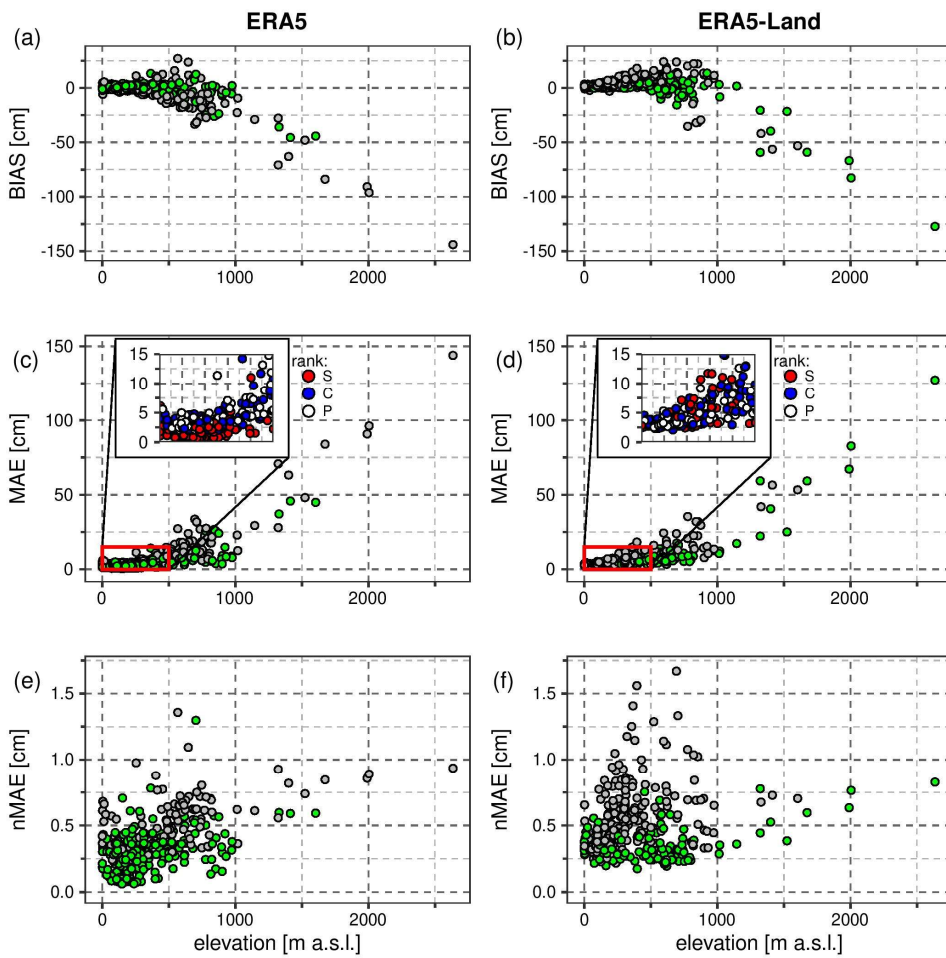 ERA5
ERA5-Land
(a)
(b)
BIAS [cm]
0
-50
-100
-150
0
1000
2000
BIAS [cm]
0
-50
-100
-150
0
1000
2000
(c)
MAE [cm]
150
100
50
0
15
10
5
0
rank:
S
C
P
0
1000
2000
(d)
MAE [cm]
150
100
50
0
15
10
5
0
rank:
S
C
P
0
1000
2000
(e)
nMAE [cm]
1.5
1.0
0.5
0.0
0
1000
2000
elevation [m a.s.l.]
(f)
nMAE [cm]
1.5
1.0
0.5
0.0
0
1000
2000
elevation [m a.s.l.]